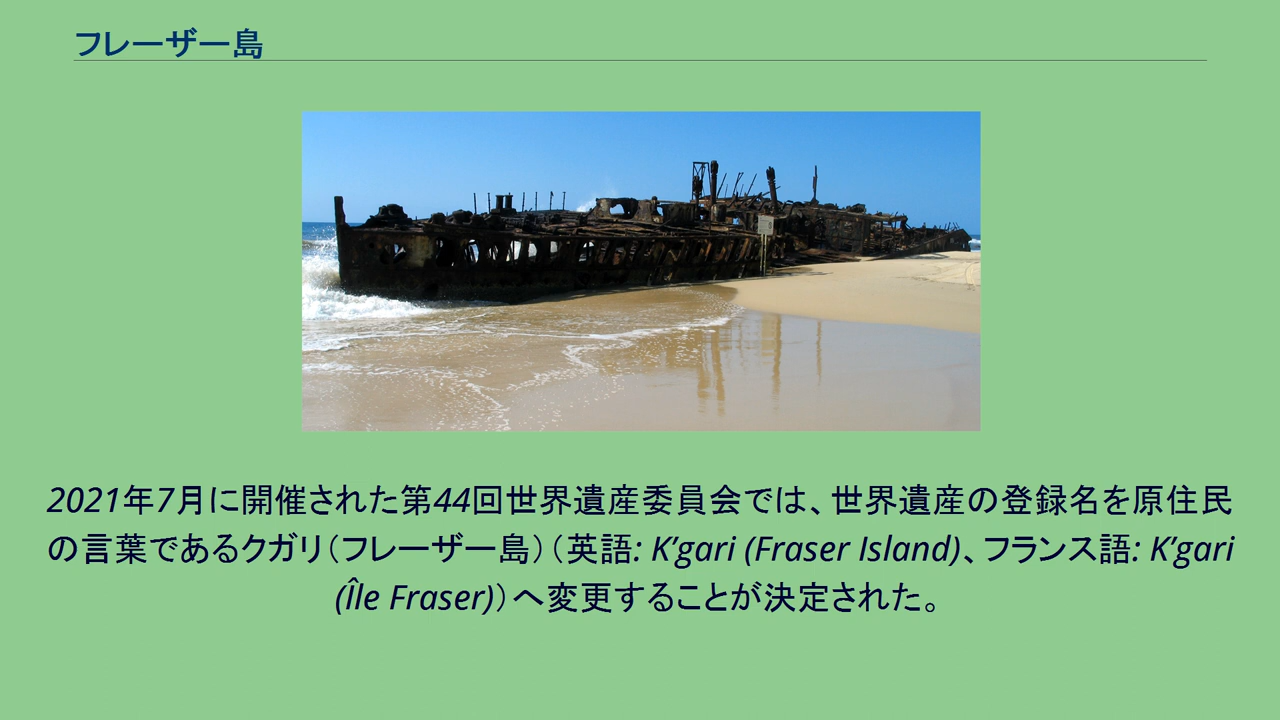 フレーザー島
2021年7月に開催された第44回世界遺産委員会では、世界遺産の登録名を原住民
の言葉であるクガリ（フレーザー島）（英語: K’gari (Fraser Island)、フランス語: K’gari
(Île Fraser)）へ変更することが決定された。